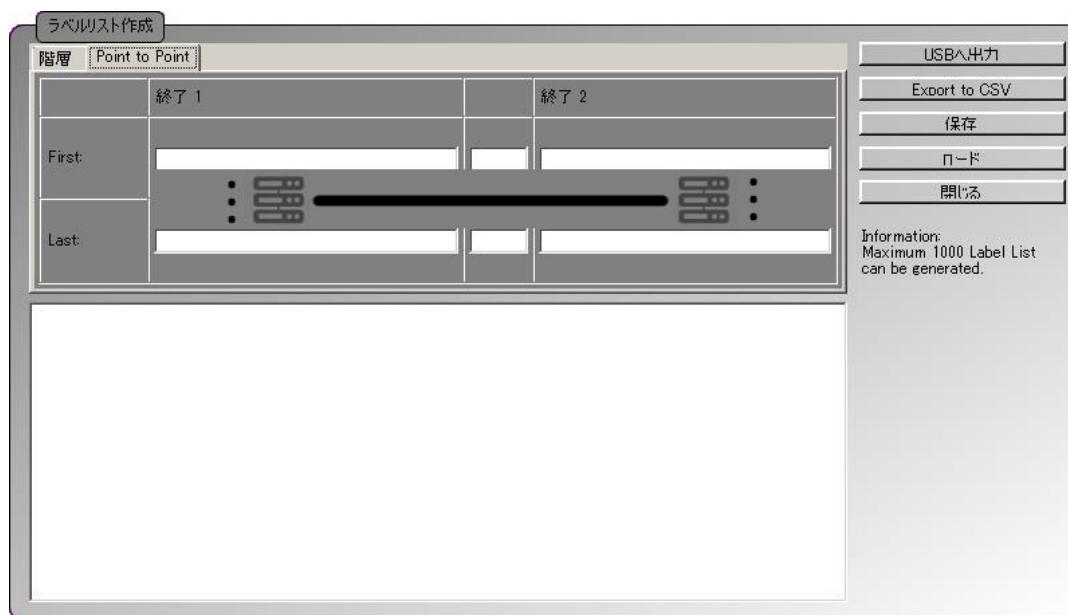 ラベルリスト作成
階層 Point to Point
終了 1 終了 2
First:
Last:
USBへ出力
Export to CSV
保存
ロード
閉じる
Information:
Maximum 1000 Label List
can be generated.